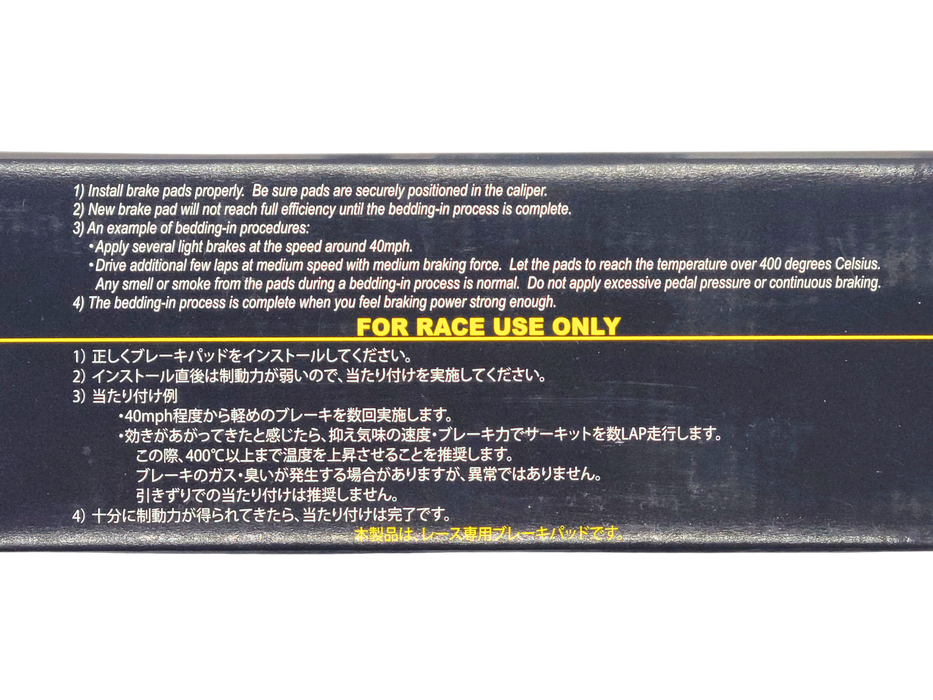 1) Install brake pads properly.  Be sure pads are securely positioned in the caliper.
2) New brake pad will not reach full efficiency until the bedding-in process is complete.
3) An example of bedding-in procedures:
・Apply several light brakes at the speed around 40mph.
・Drive additional few laps at medium speed with medium braking force.  Let the pads to reach the temperature over 400 degrees Celsius.
Any smell or smoke from the pads during a bedding-in process is normal.  Do not apply excessive pedal pressure or continuous braking.
4) The bedding-in process is complete when you feel braking power strong enough.
FOR RACE USE ONLY
1) 正しくブレーキパッドをインストールしてください。
2) インストール直後は制動力が弱いので、当たり付けを実施してください。
3) 当たり付け例
・40mph程度から軽めのブレーキを数回実施します。
・効きがあがってきたと感じたら、抑え気味の速度・ブレーキ力でサーキットを数LAP走行します。
この際、400℃以上まで温度を上昇させることを推奨します。
ブレーキのガス・臭いが発生する場合がありますが、異常ではありません。
引きずりでの当たり付けは推奨しません。
4) 十分に制動力が得られてきたら、当たり付けは完了です。
本製品は、レース専用ブレーキパッドです。